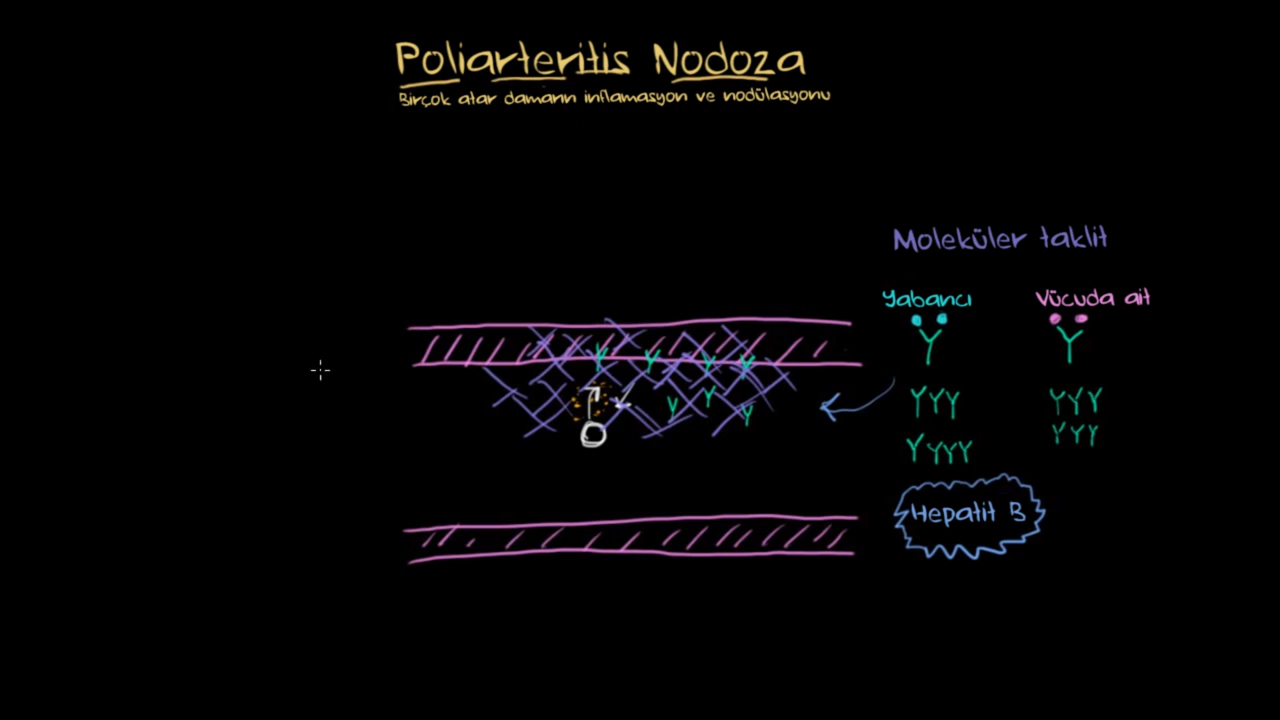 Poliarteritis Nodoza
Birçok atar damarın inflamasyon ve nodülasyonu
Moleküler taklit
Yabancı
Vücuda ait
Hepatit B